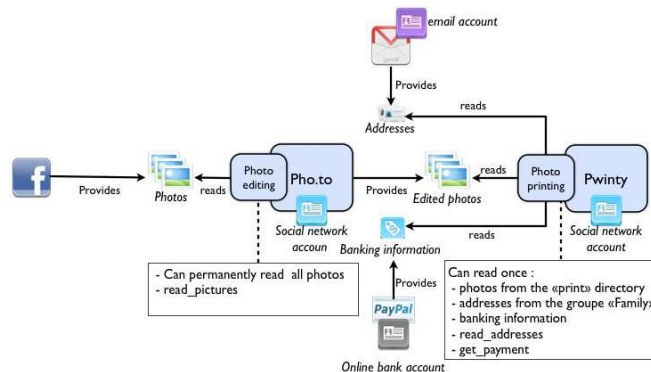 email account
gmail
Provides
reads
Addresses
Photo
editing
Pho.to
Photo
printing
Pwinty
Provides
Photos
reads
Provides
Edited photos
reads
Social network
accoun
Social network
account
Banking information
reads
- Can permanently read all photos
- read_pictures
Provides
PayPal
Online bank account
Can read once :
- photos from the «print» directory
- addresses from the groupe «Family»
- banking information
- read_addresses
- get_payment